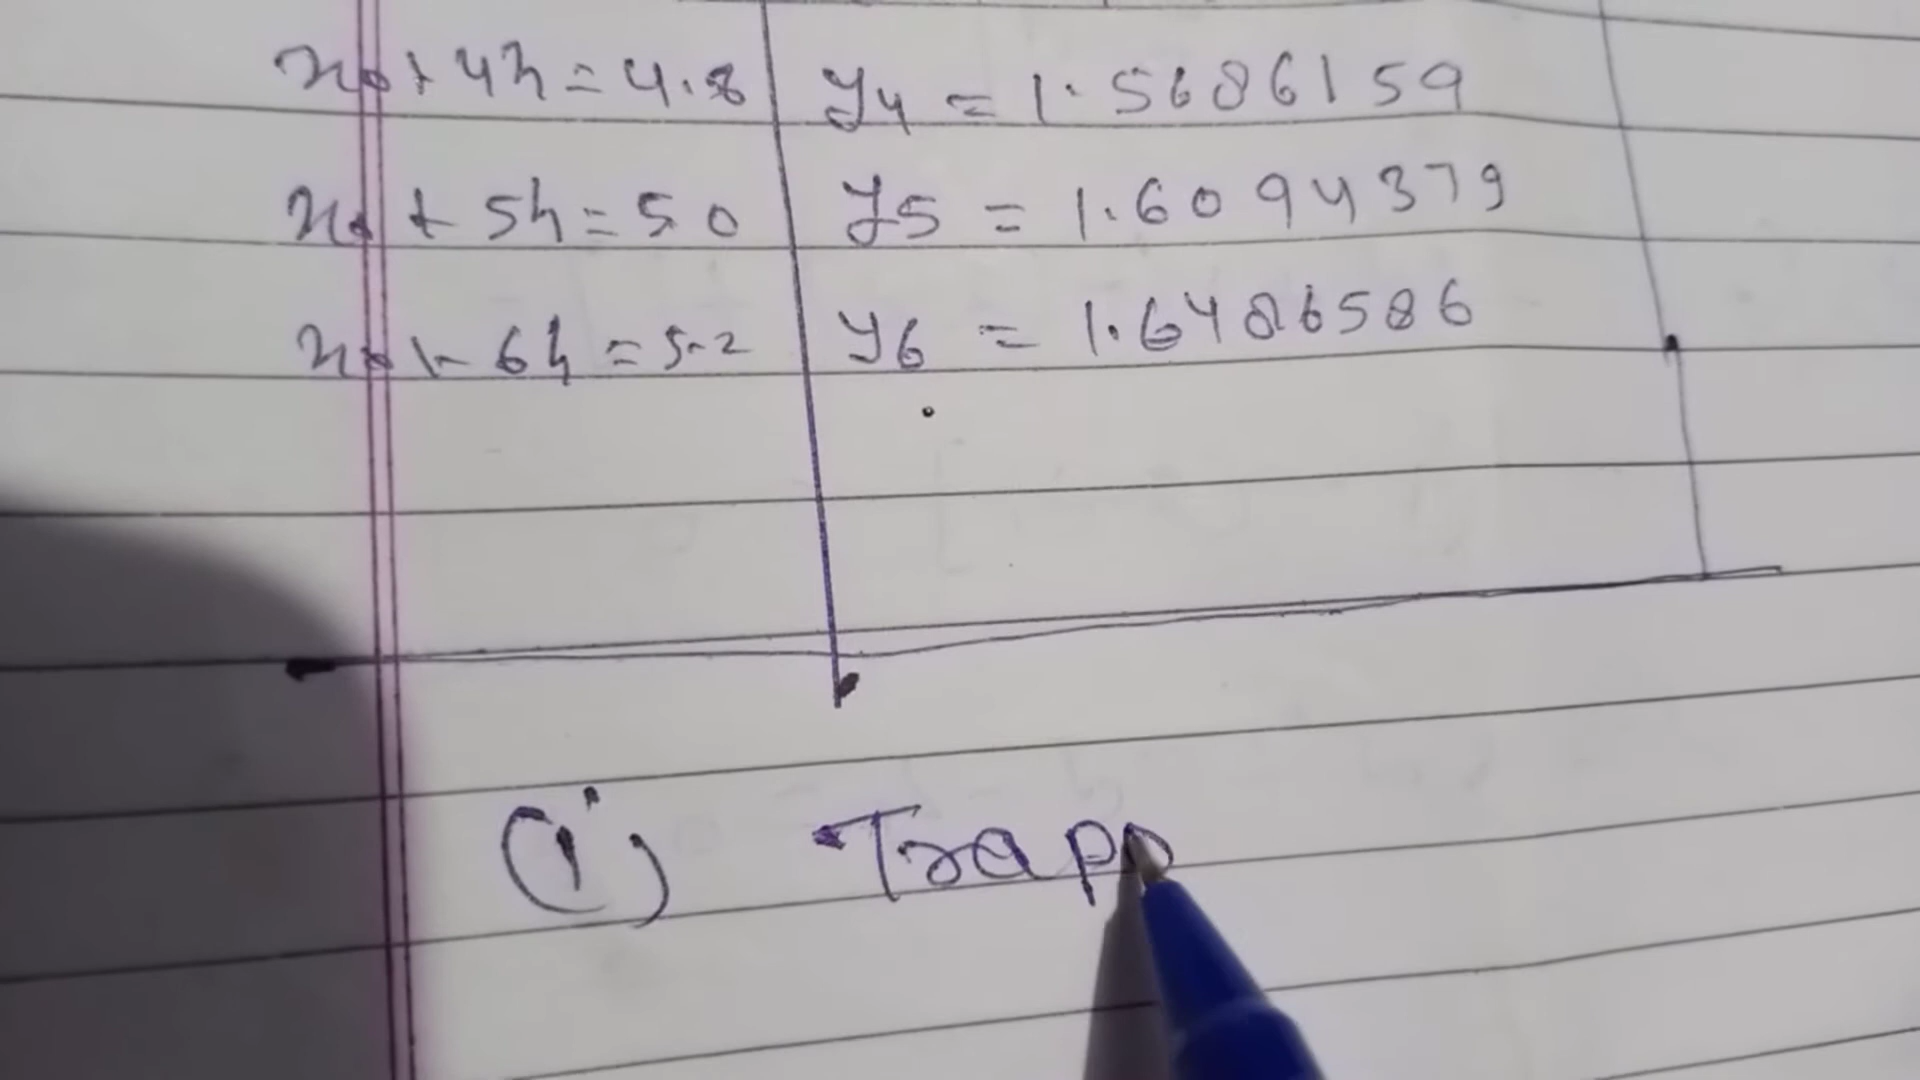 x0 + 4h = 4.8 y4 = 1.5686159
x0 + 5h = 5.0 y5 = 1.6094379
x0 + 6h = 5.2 y6 = 1.6486586
(i) Trapo